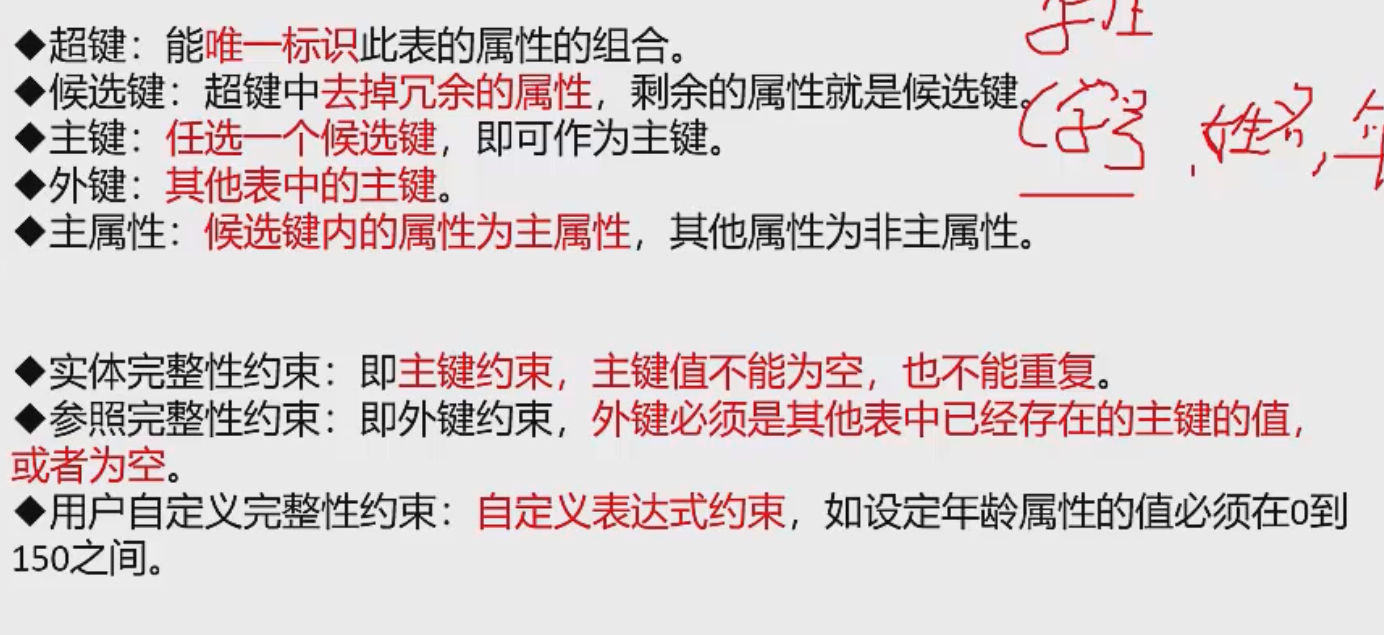 ◆超键：能唯一标识此表的属性的组合。
◆候选键：超键中去掉冗余的属性，剩余的属性就是候选键。
(学号，姓名，年
◆主键：任选一个候选键，即可作为主键。
◆外键：其他表中的主键。
◆主属性：候选键内的属性为主属性，其他属性为非主属性。
◆实体完整性约束：即主键约束，主键值不能为空，也不能重复。
◆参照完整性约束：即外键约束，外键必须是其他表中已经存在的主键的值，
或者为空。
◆用户自定义完整性约束：自定义表达式约束，如设定年龄属性的值必须在0到
150之间。